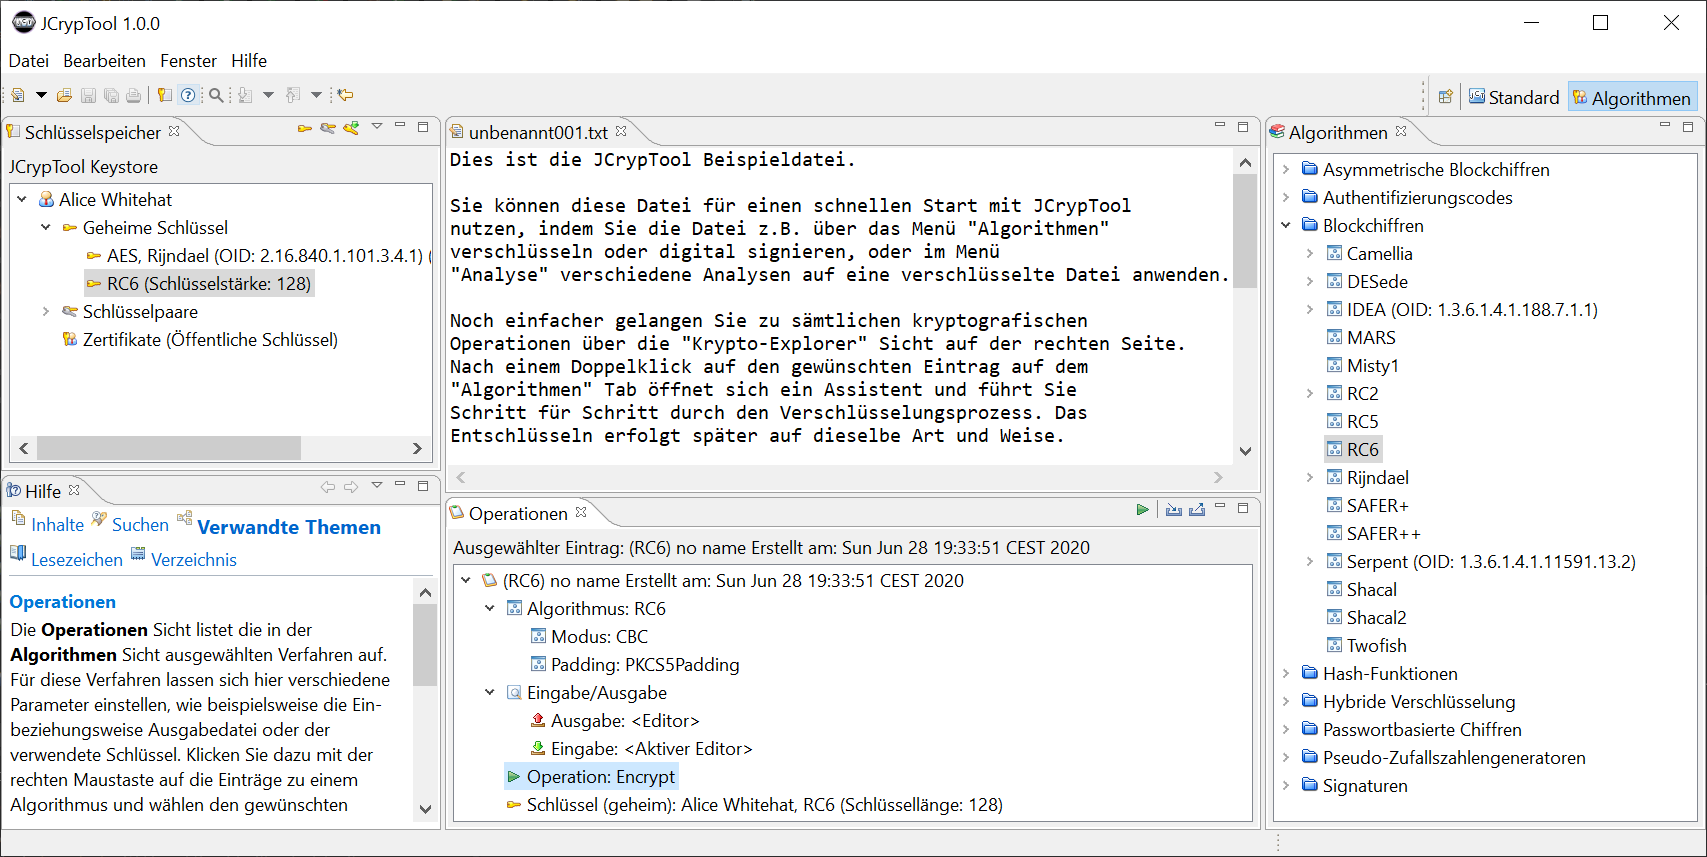 JCrypTool 1.0.0
Datei Bearbeiten Fenster Hilfe
Standard Algorithmen
Schlüsselspeicher
JCrypTool Keystore
Alice Whitehat
Geheime Schlüssel
AES, Rijndael (OID: 2.16.840.1.101.3.4.1) (
RC6 (Schlüsselstärke: 128)
Schlüsselpaare
Zertifikate (Öffentliche Schlüssel)
Hilfe
Inhalte Suchen Verwandte Themen
Lesezeichen Verzeichnis
Operationen
Die Operationen Sicht listet die in der
Algorithmen Sicht ausgewählten Verfahren auf.
Für diese Verfahren lassen sich hier verschiedene
Parameter einstellen, wie beispielsweise die Ein-
beziehungsweise Ausgabedatei oder der
verwendete Schlüssel. Klicken Sie dazu mit der
rechten Maustaste auf die Einträge zu einem
Algorithmus und wählen den gewünschten
unbenannt001.txt
Dies ist die JCrypTool Beispieldatei.
Sie können diese Datei für einen schnellen Start mit JCrypTool
nutzen, indem Sie die Datei z.B. über das Menü "Algorithmen"
verschlüsseln oder digital signieren, oder im Menü
"Analyse" verschiedene Analysen auf eine verschlüsselte Datei anwenden.
Noch einfacher gelangen Sie zu sämtlichen kryptografischen
Operationen über die "Krypto-Explorer" Sicht auf der rechten Seite.
Nach einem Doppelklick auf den gewünschten Eintrag auf dem
"Algorithmen" Tab öffnet sich ein Assistent und führt Sie
Schritt für Schritt durch den Verschlüsselungsprozess. Das
Entschlüsseln erfolgt später auf dieselbe Art und Weise.
Operationen
Ausgewählter Eintrag: (RC6) no name Erstellt am: Sun Jun 28 19:33:51 CEST 2020
(RC6) no name Erstellt am: Sun Jun 28 19:33:51 CEST 2020
Algorithmus: RC6
Modus: CBC
Padding: PKCS5Padding
Eingabe/Ausgabe
Ausgabe: <Editor>
Eingabe: <Aktiver Editor>
Operation: Encrypt
Schlüssel (geheim): Alice Whitehat, RC6 (Schlüssellänge: 128)
Algorithmen
Asymmetrische Blockchiffren
Authentifizierungscodes
Blockchiffren
Camellia
DESede
IDEA (OID: 1.3.6.1.4.1.188.7.1.1)
MARS
Misty1
RC2
RC5
RC6
Rijndael
SAFER+
SAFER++
Serpent (OID: 1.3.6.1.4.1.11591.13.2)
Shacal
Shacal2
Twofish
Hash-Funktionen
Hybride Verschlüsselung
Passwortbasierte Chiffren
Pseudo-Zufallszahlengeneratoren
Signaturen